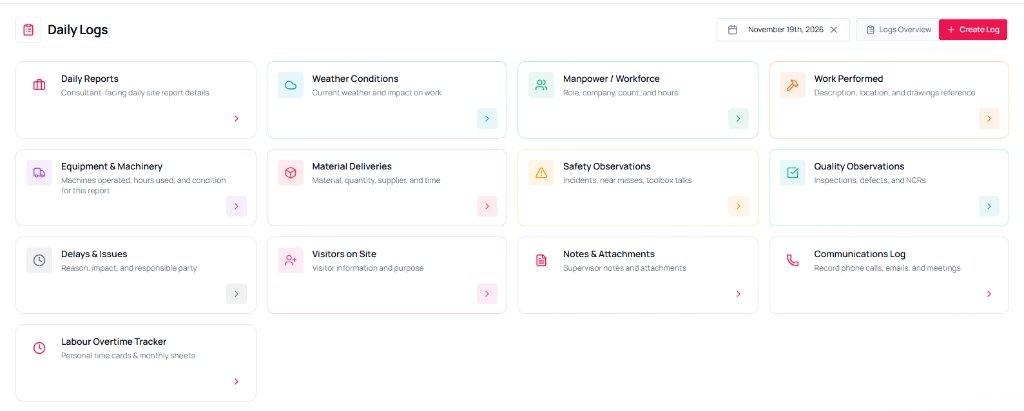 Daily Logs
November 19th, 2026
Logs Overview
Create Log
Daily Reports
Consultant-facing daily site report details
Weather Conditions
Current weather and impact on work
Manpower / Workforce
Role, company, count, and hours
Work Performed
Description, location, and drawings reference
Equipment & Machinery
Machines operated, hours used, and condition
for this report
Material Deliveries
Material, quantity, supplier, and time
Safety Observations
Incidents, near misses, toolbox talks
Quality Observations
Inspections, defects, and NCRs
Delays & Issues
Reason, impact, and responsible party
Visitors on Site
Visitor information and purpose
Notes & Attachments
Supervisor notes and attachments
Communications Log
Record phone calls, emails, and meetings
Labour Overtime Tracker
Personal time cards & monthly sheets